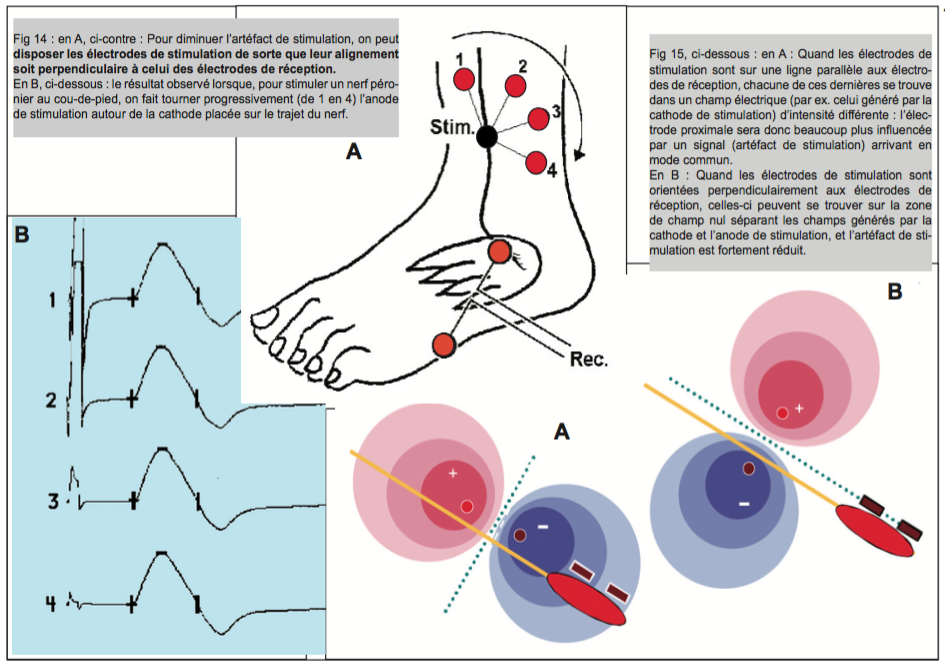 Fig 14 : en A, ci-contre : Pour diminuer l'artéfact de stimulation, on peut
disposer les électrodes de stimulation de sorte que leur alignement
soit perpendiculaire à celui des électrodes de réception.
En B, ci-dessous : le résultat observé lorsque, pour stimuler un nerf péro-
nier au cou-de-pied, on fait tourner progressivement (de 1 en 4) l'anode
de stimulation autour de la cathode placée sur le trajet du nerf.
A
1
2
3
4
Stim.
Rec.
Fig 15, ci-dessous : en A : Quand les électrodes de
stimulation sont sur une ligne parallèle aux électro-
des de réception, chacune de ces dernières se trouve
dans un champ électrique (par ex. celui généré par la
cathode de stimulation) d'intensité différente : l'élec-
trode proximale sera donc beaucoup plus influencée
par un signal (artéfact de stimulation) arrivant en
mode commun.
En B : Quand les électrodes de stimulation sont
orientées perpendiculairement aux électrodes de
réception, celles-ci peuvent se trouver sur la zone
de champ nul séparant les champs générés par la
cathode et l'anode de stimulation, et l'artéfact de sti-
mulation est fortement réduit.
B
1
2
3
4
A
+
−
B
+
−